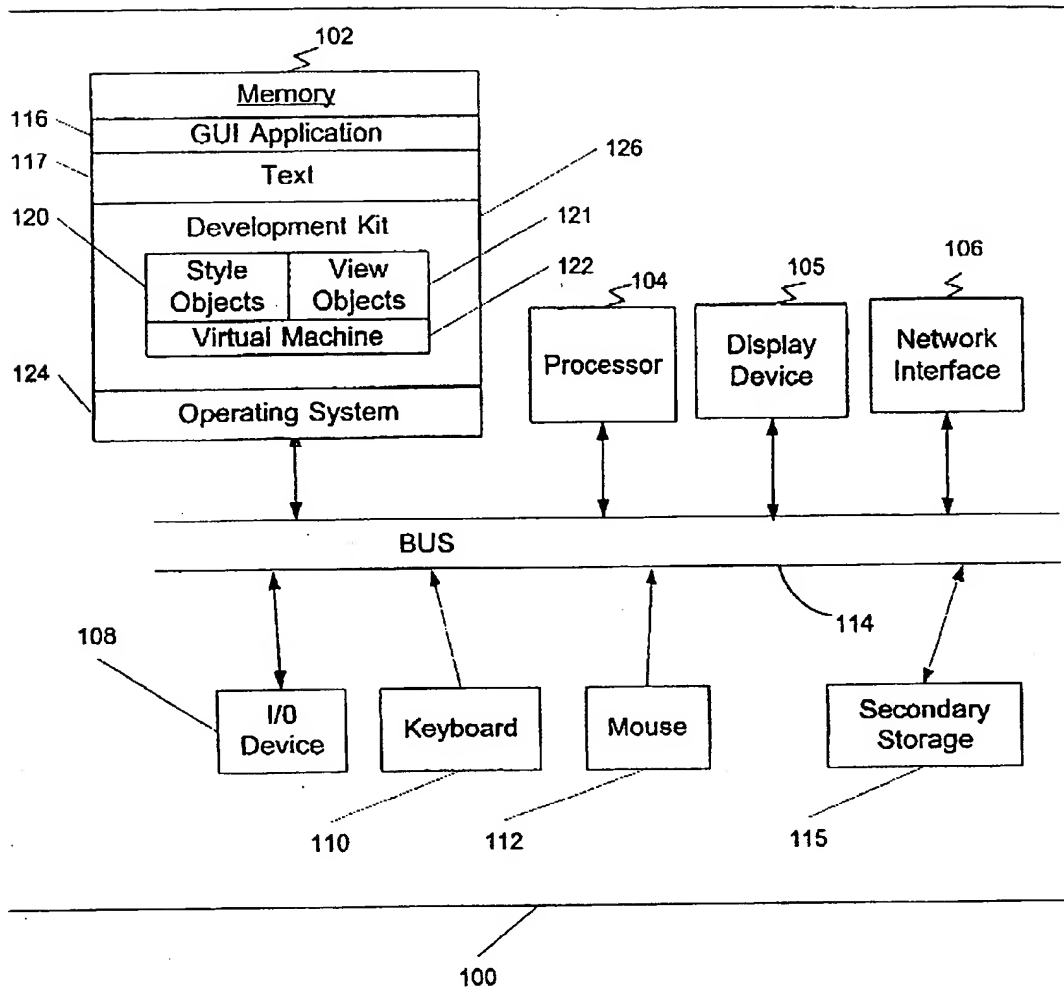 102
Memory
116
GUI Application
117
Text
126
120
Development Kit
121
Style
Objects
View
Objects
122
Virtual Machine
124
Operating System
104
Processor
105
Display
Device
106
Network
Interface
BUS
114
108
I/0
Device
Keyboard
Mouse
Secondary
Storage
110
112
115
100